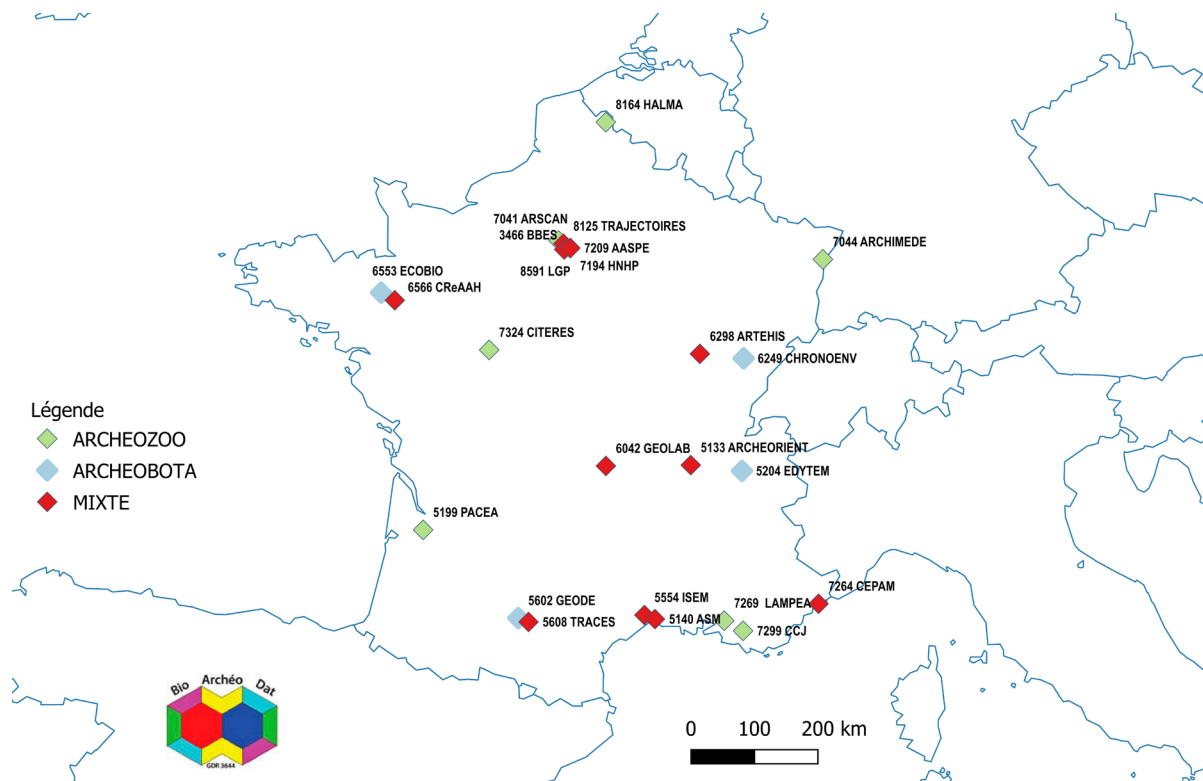 8164 HALMA
7041 ARSCAN
8125 TRAJECTOIRES
3466 BBES
7209 AASPE
7194 HNHP
8591 LGP
7044 ARCHIMEDE
6553 ECOBIO
6566 CReAAH
7324 CITERES
6298 ARTEHIS
6249 CHRONOENV
Légende
ARCHEOZOO
ARCHEOBOTA
MIXTE
6042 GEOLAB
5133 ARCHEORIENT
5204 EDYTEM
5199 PACEA
7264 CEPAM
5602 GEODE
5608 TRACES
5554 ISEM
5140 ASM
7269 LAMPEA
7299 CCJ
Bio Archéo Dat
GDR 3644
0 100 200 km